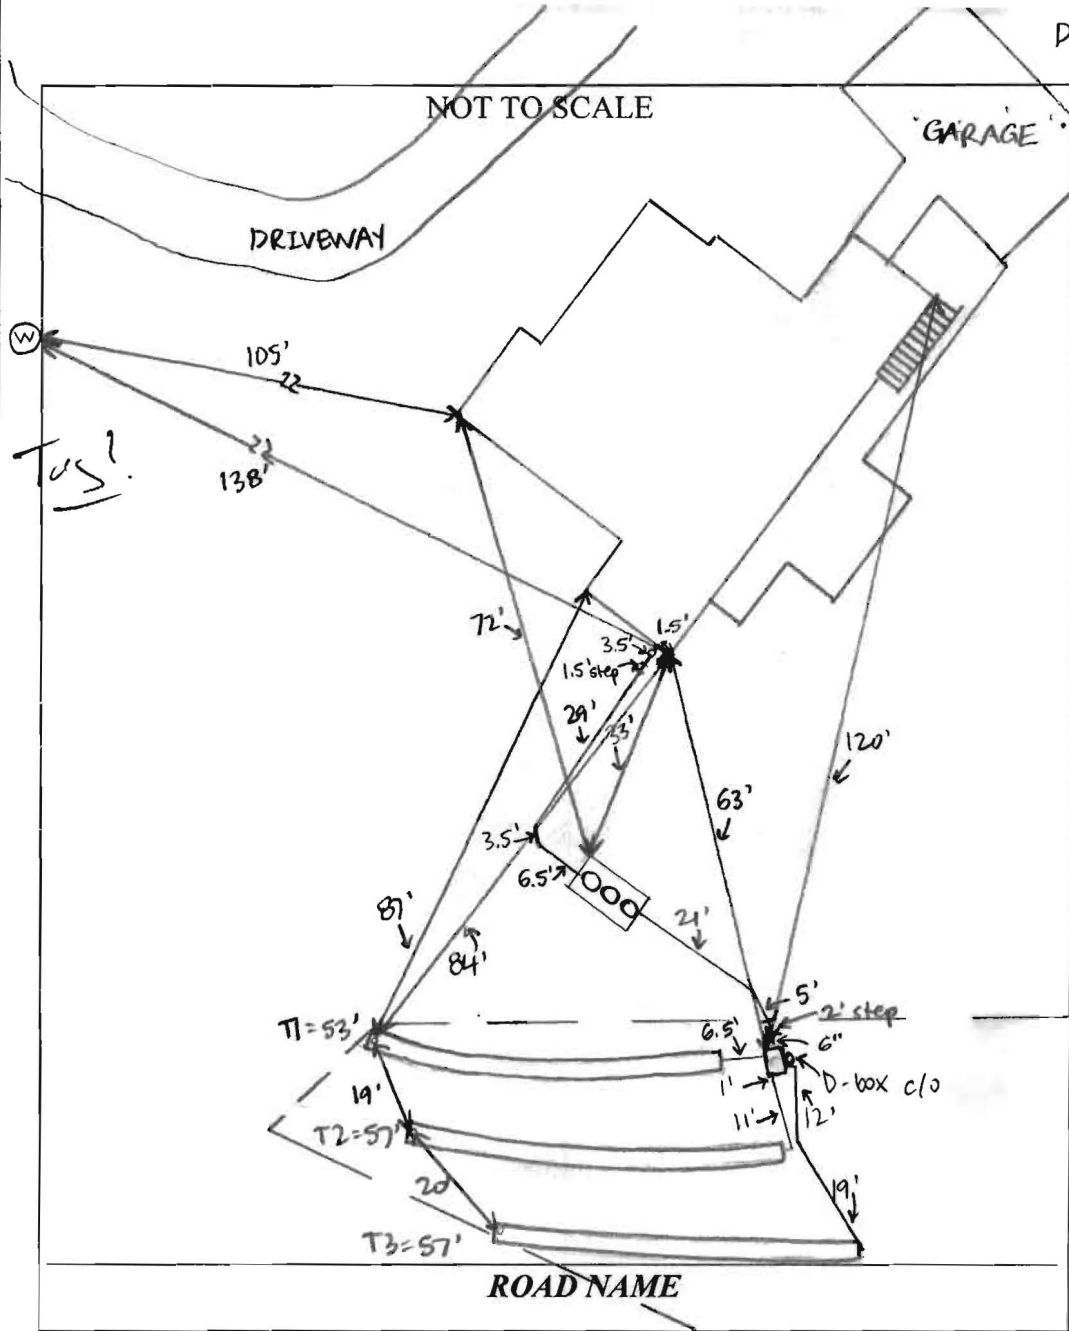 D
NOT TO SCALE
"GARAGE"
DRIVEWAY
W
105'
138'
72'
1.5'
3.5'
1.5' step
29'
33'
120'
63'
3.5'
6.5'
87'
84'
21'
5'
2' step
T1=53'
6.5'
6"
D-box c/o
1'
19'
11'
12'
T2=57'
20'
19'
T3=57'
ROAD NAME